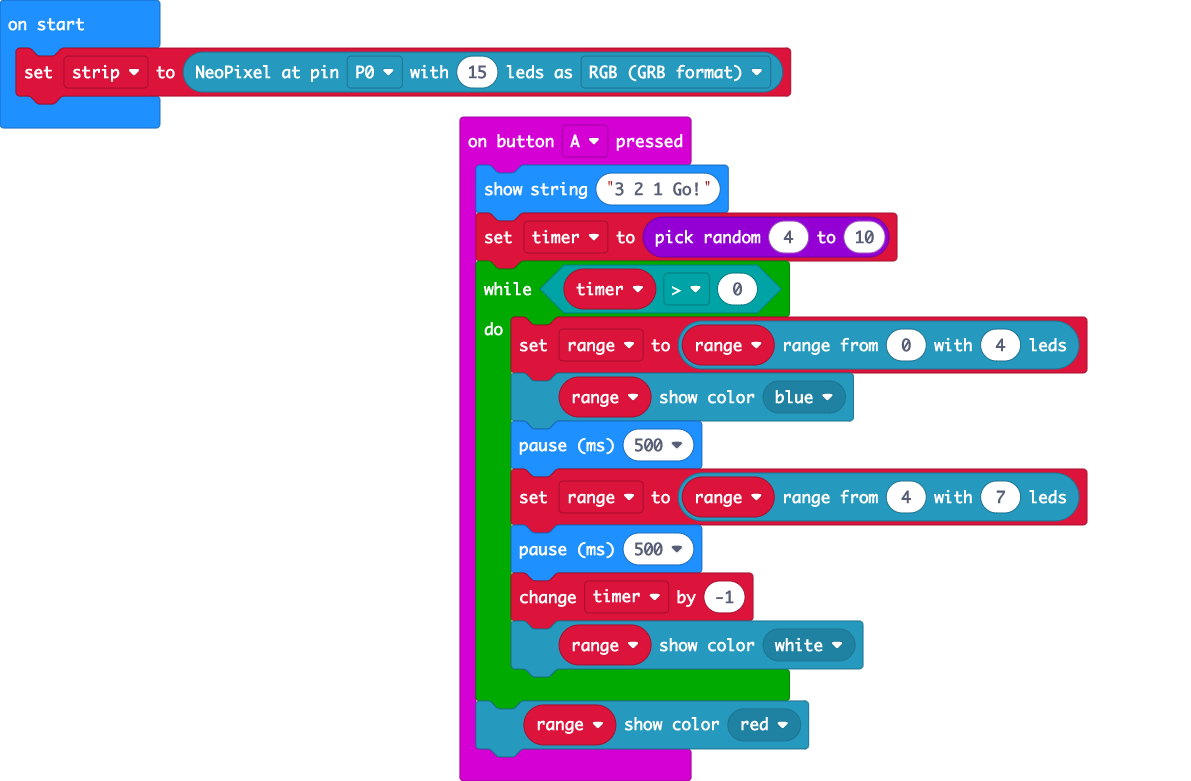 on start
set strip to NeoPixel at pin P0 with 15 leds as RGB (GRB format)
on button A pressed
show string "3 2 1 Go!"
set timer to pick random 4 to 10
while timer > 0
do
set range to range range from 0 with 4 leds
range show color blue
pause (ms) 500
set range to range range from 4 with 7 leds
pause (ms) 500
change timer by -1
range show color white
range show color red